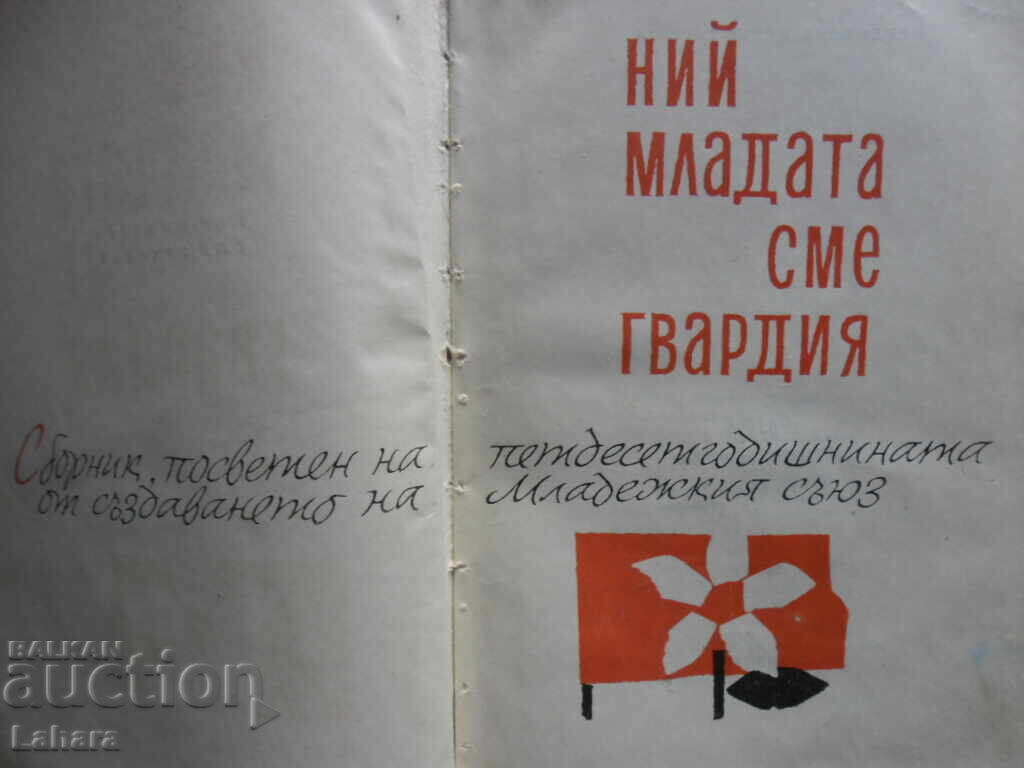 НИЙ
МЛАДАТА
СМЕ
ГВАРДИЯ
Сборник, посветен на петдесетгодишнината
от създаването на Младежкия съюз
BALKAN
auction
Lahara